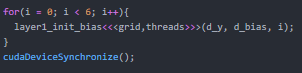 for(i = 0; i < 6; i++){
layer1_init_bias<<<grid,threads>>>(d_y, d_bias, i);
}
cudaDeviceSynchronize();